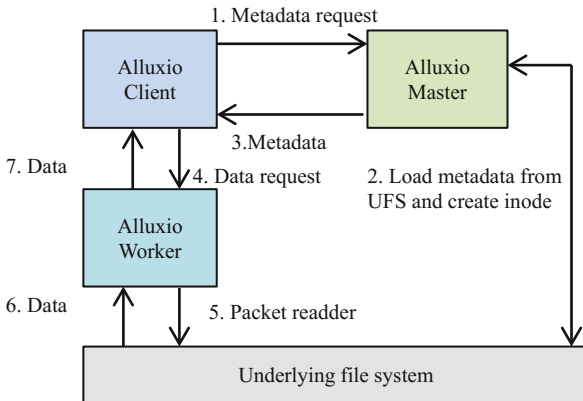 1. Metadata request
Alluxio
Client
Alluxio
Master
3.Metadata
7. Data
4. Data request
2. Load metadata from
UFS and create inode
Alluxio
Worker
6. Data
5. Packet readder
Underlying file system